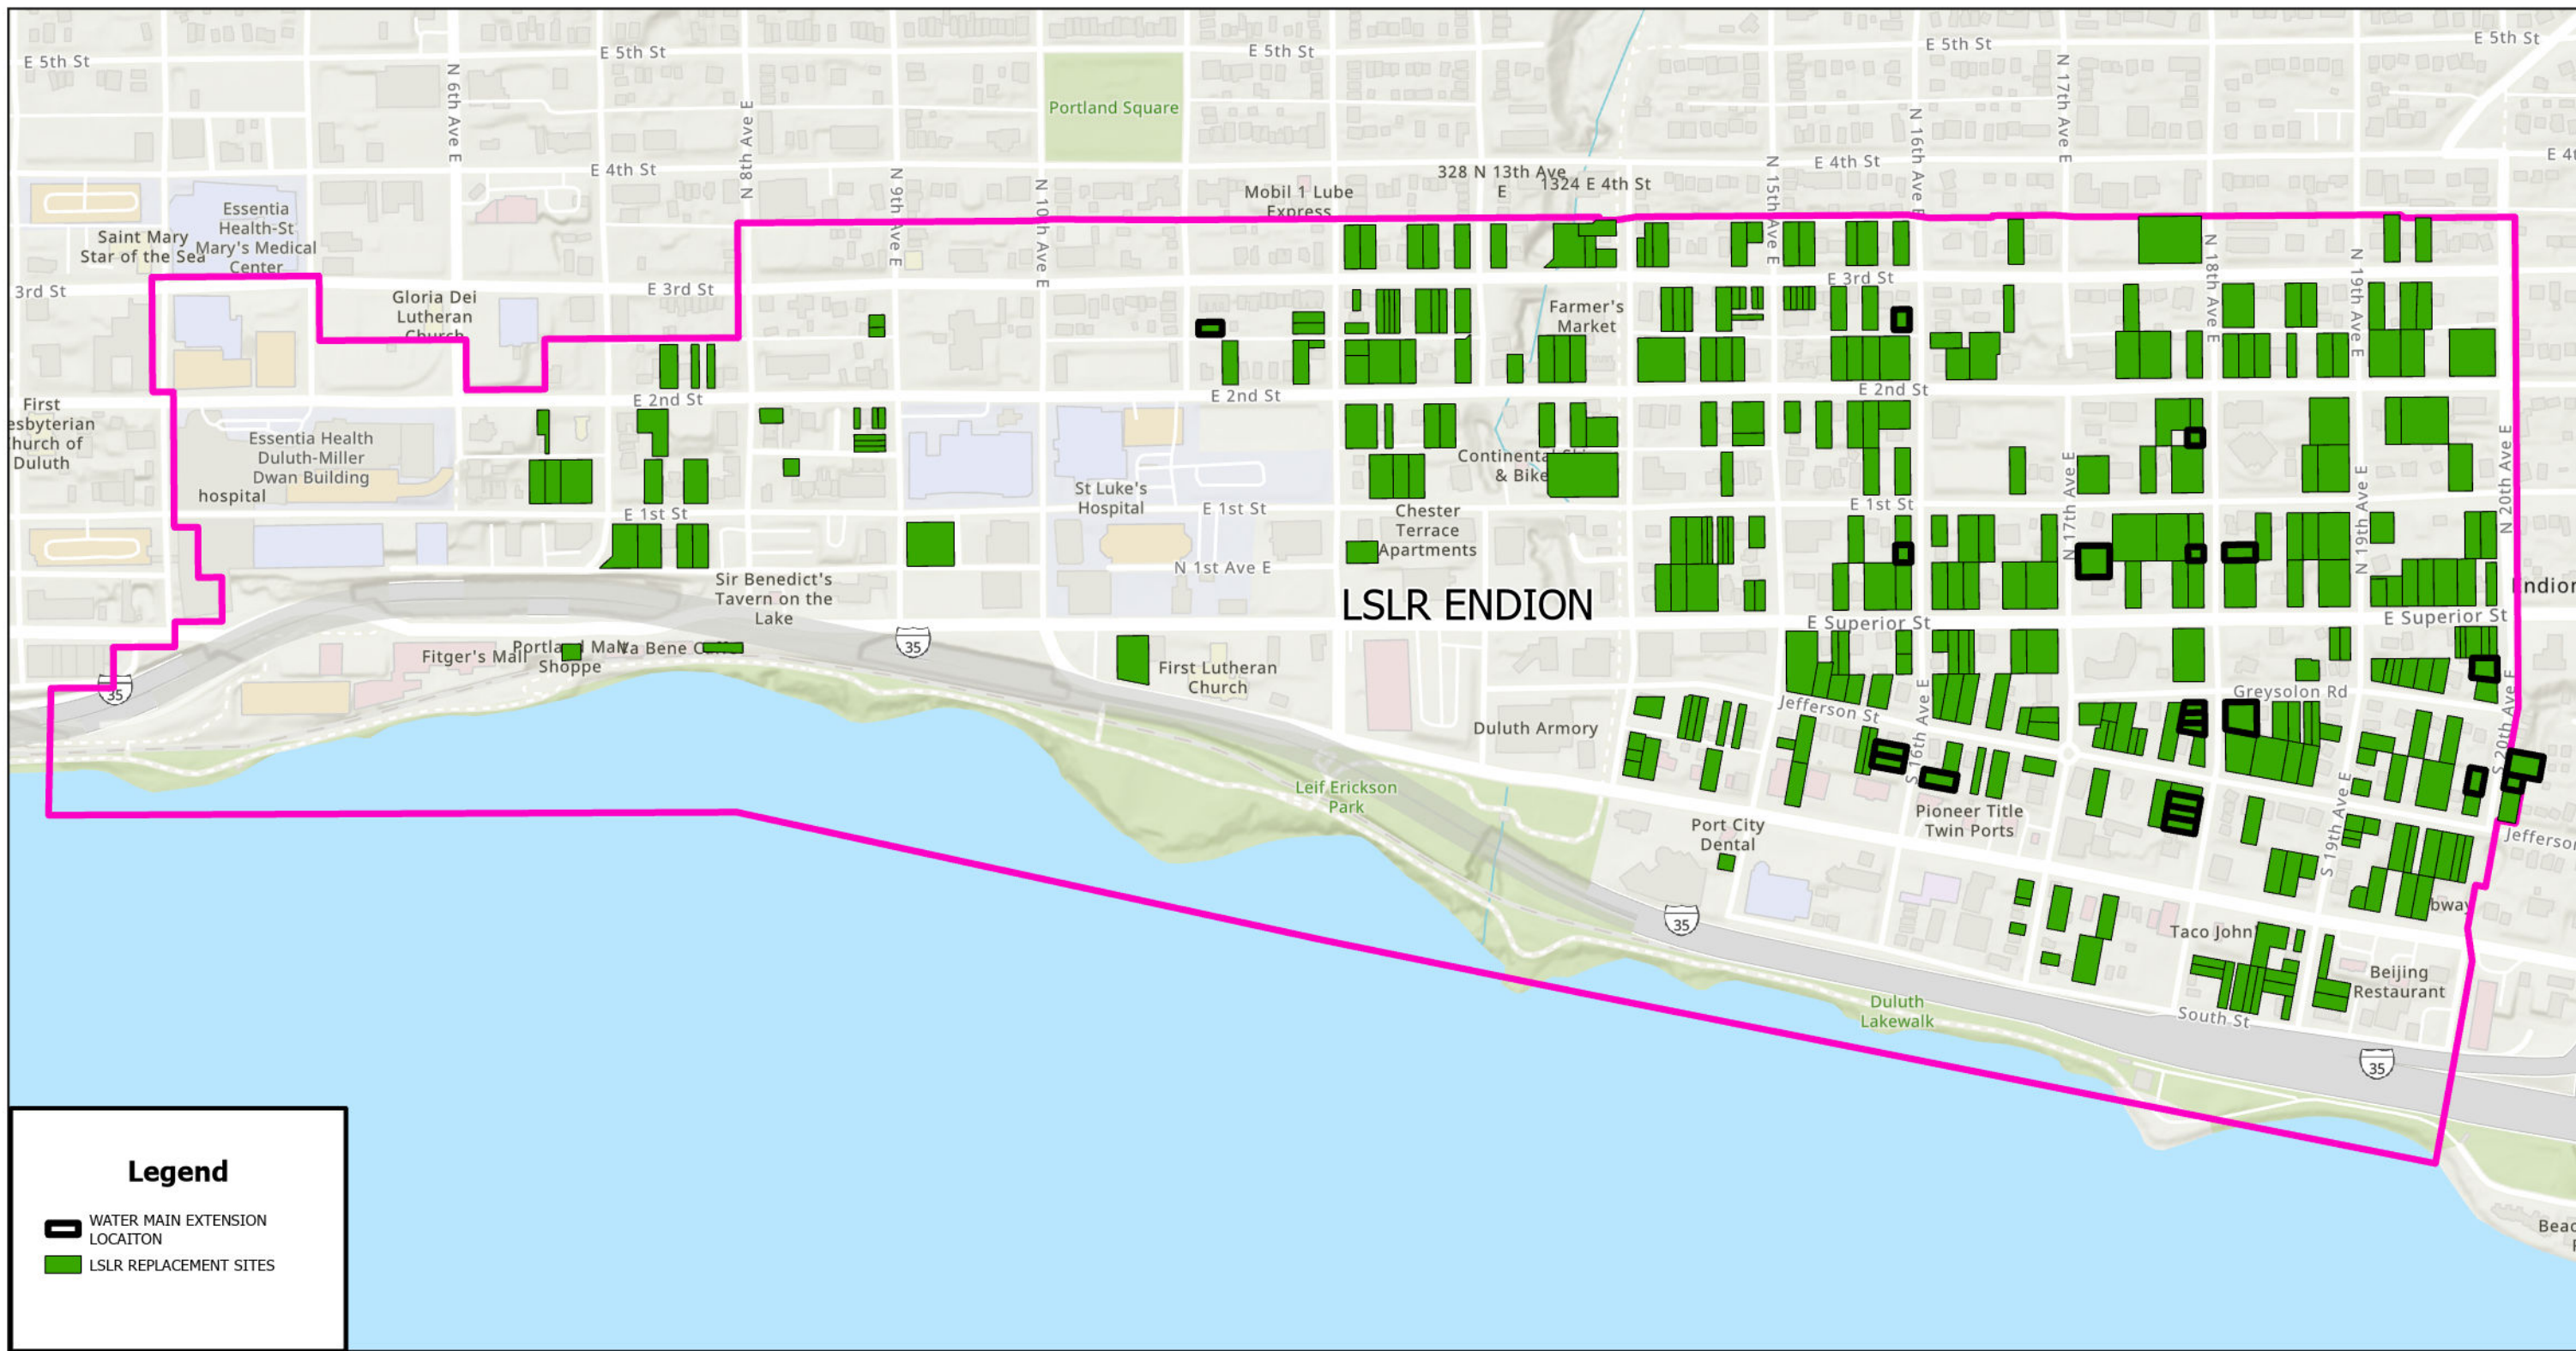 E 5th St
E 5th St
E 5th St
E 5th St
E 5th St
N 6th Ave E
N 8th Ave E
N 9th Ave E
N 10th Ave E
Portland Square
N 15th Ave E
N 16th Ave E
N 17th Ave E
E 4th St
E 4th St
Mobil 1 Lube
Express
328 N 13th Ave
E
1324 E 4th St
Essentia
Health-St
Mary's Medical
Center
Saint Mary
Star of the Sea
3rd St
E 3rd St
E 3rd St
Gloria Dei
Lutheran
Church
Farmer's
Market
N 18th Ave E
N 19th Ave E
First
Church of
Duluth
E 2nd St
E 2nd St
E 2nd St
Essentia Health
Duluth-Miller
Dwan Building
hospital
St Luke's
Hospital
Continental
& Bike
E 1st St
E 1st St
E 1st St
Chester
Terrace
Apartments
N 1st Ave E
N 17th Ave E
N 19th Ave E
N 20th Ave E
Sir Benedict's
Tavern on the
Lake
LSLR ENDION
E Superior St
E Superior St
Fitger's Mall
Shoppe
35
35
First Lutheran
Church
Duluth Armory
Jefferson St
S 16th Ave E
Greysolon Rd
S 20th Ave E
Leif Erickson
Park
Port City
Dental
Pioneer Title
Twin Ports
S 19th Ave E
35
Taco John'
Beijing
Restaurant
Duluth
Lakewalk
South St
35
Legend
WATER MAIN EXTENSION
LOCAITON
LSLR REPLACEMENT SITES